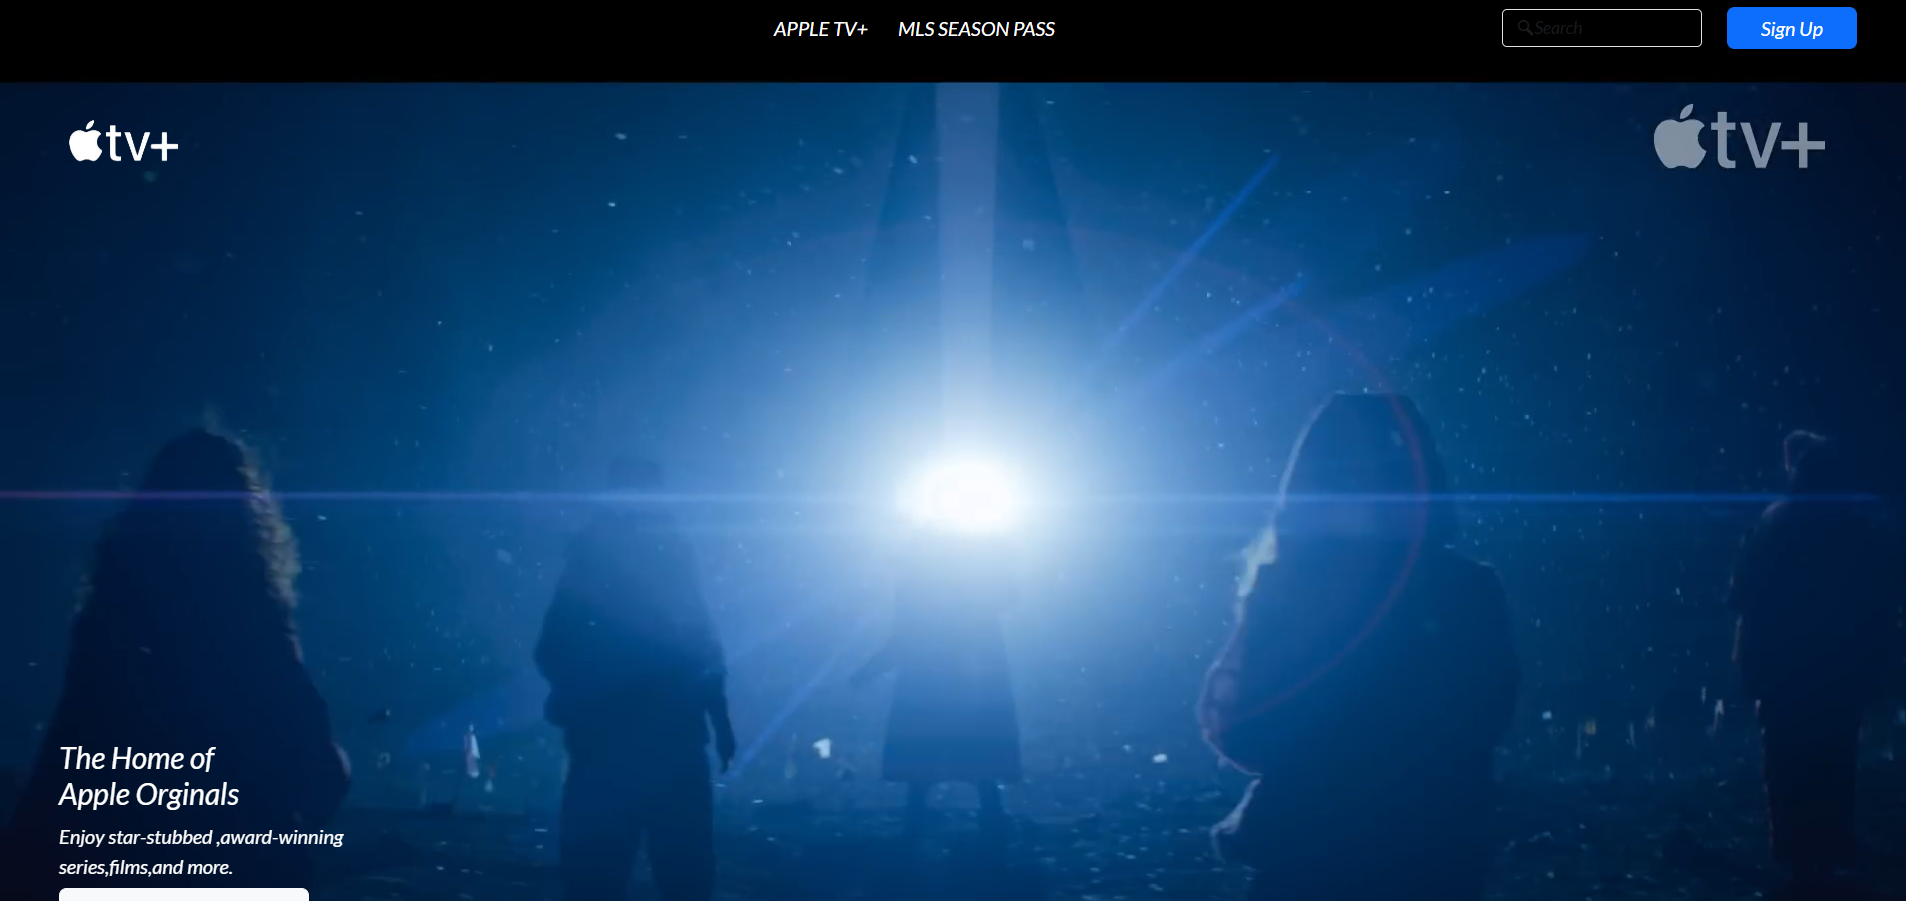 APPLE TV+ MLS SEASON PASS Search Sign Up
tv+ tv+
The Home of
Apple Orginals
Enjoy star-stubbed ,award-winning
series,films,and more.